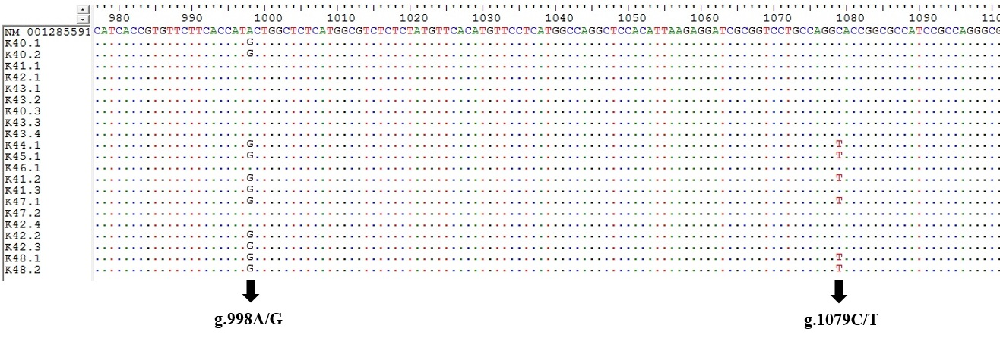 980 990 1000 1010 1020 1030 1040 1050 1060 1070 1080 1090 110
NM 001285591 CATCACCGTGTTCTTCACCATACTGGCTCTCATGGCGTCTCTCTATGTTCACATGTTCCTCATGGCCAGGCTCCACATTAAGAGGATCGCGGTCCTGCCAGGCACCGGCGCCATCCGCCAGGGCG
K40.1 G
K40.2 G
K41.1
K42.1
K43.1
K43.2
K40.3
K43.3
K43.4
K44.1 G T
K45.1 G T
K46.1
K41.2 G T
K41.3 G
K47.1 G T
K47.2
K42.4
K42.2 G
K42.3 G
K48.1 G T
K48.2 G T
g.998A/G g.1079C/T